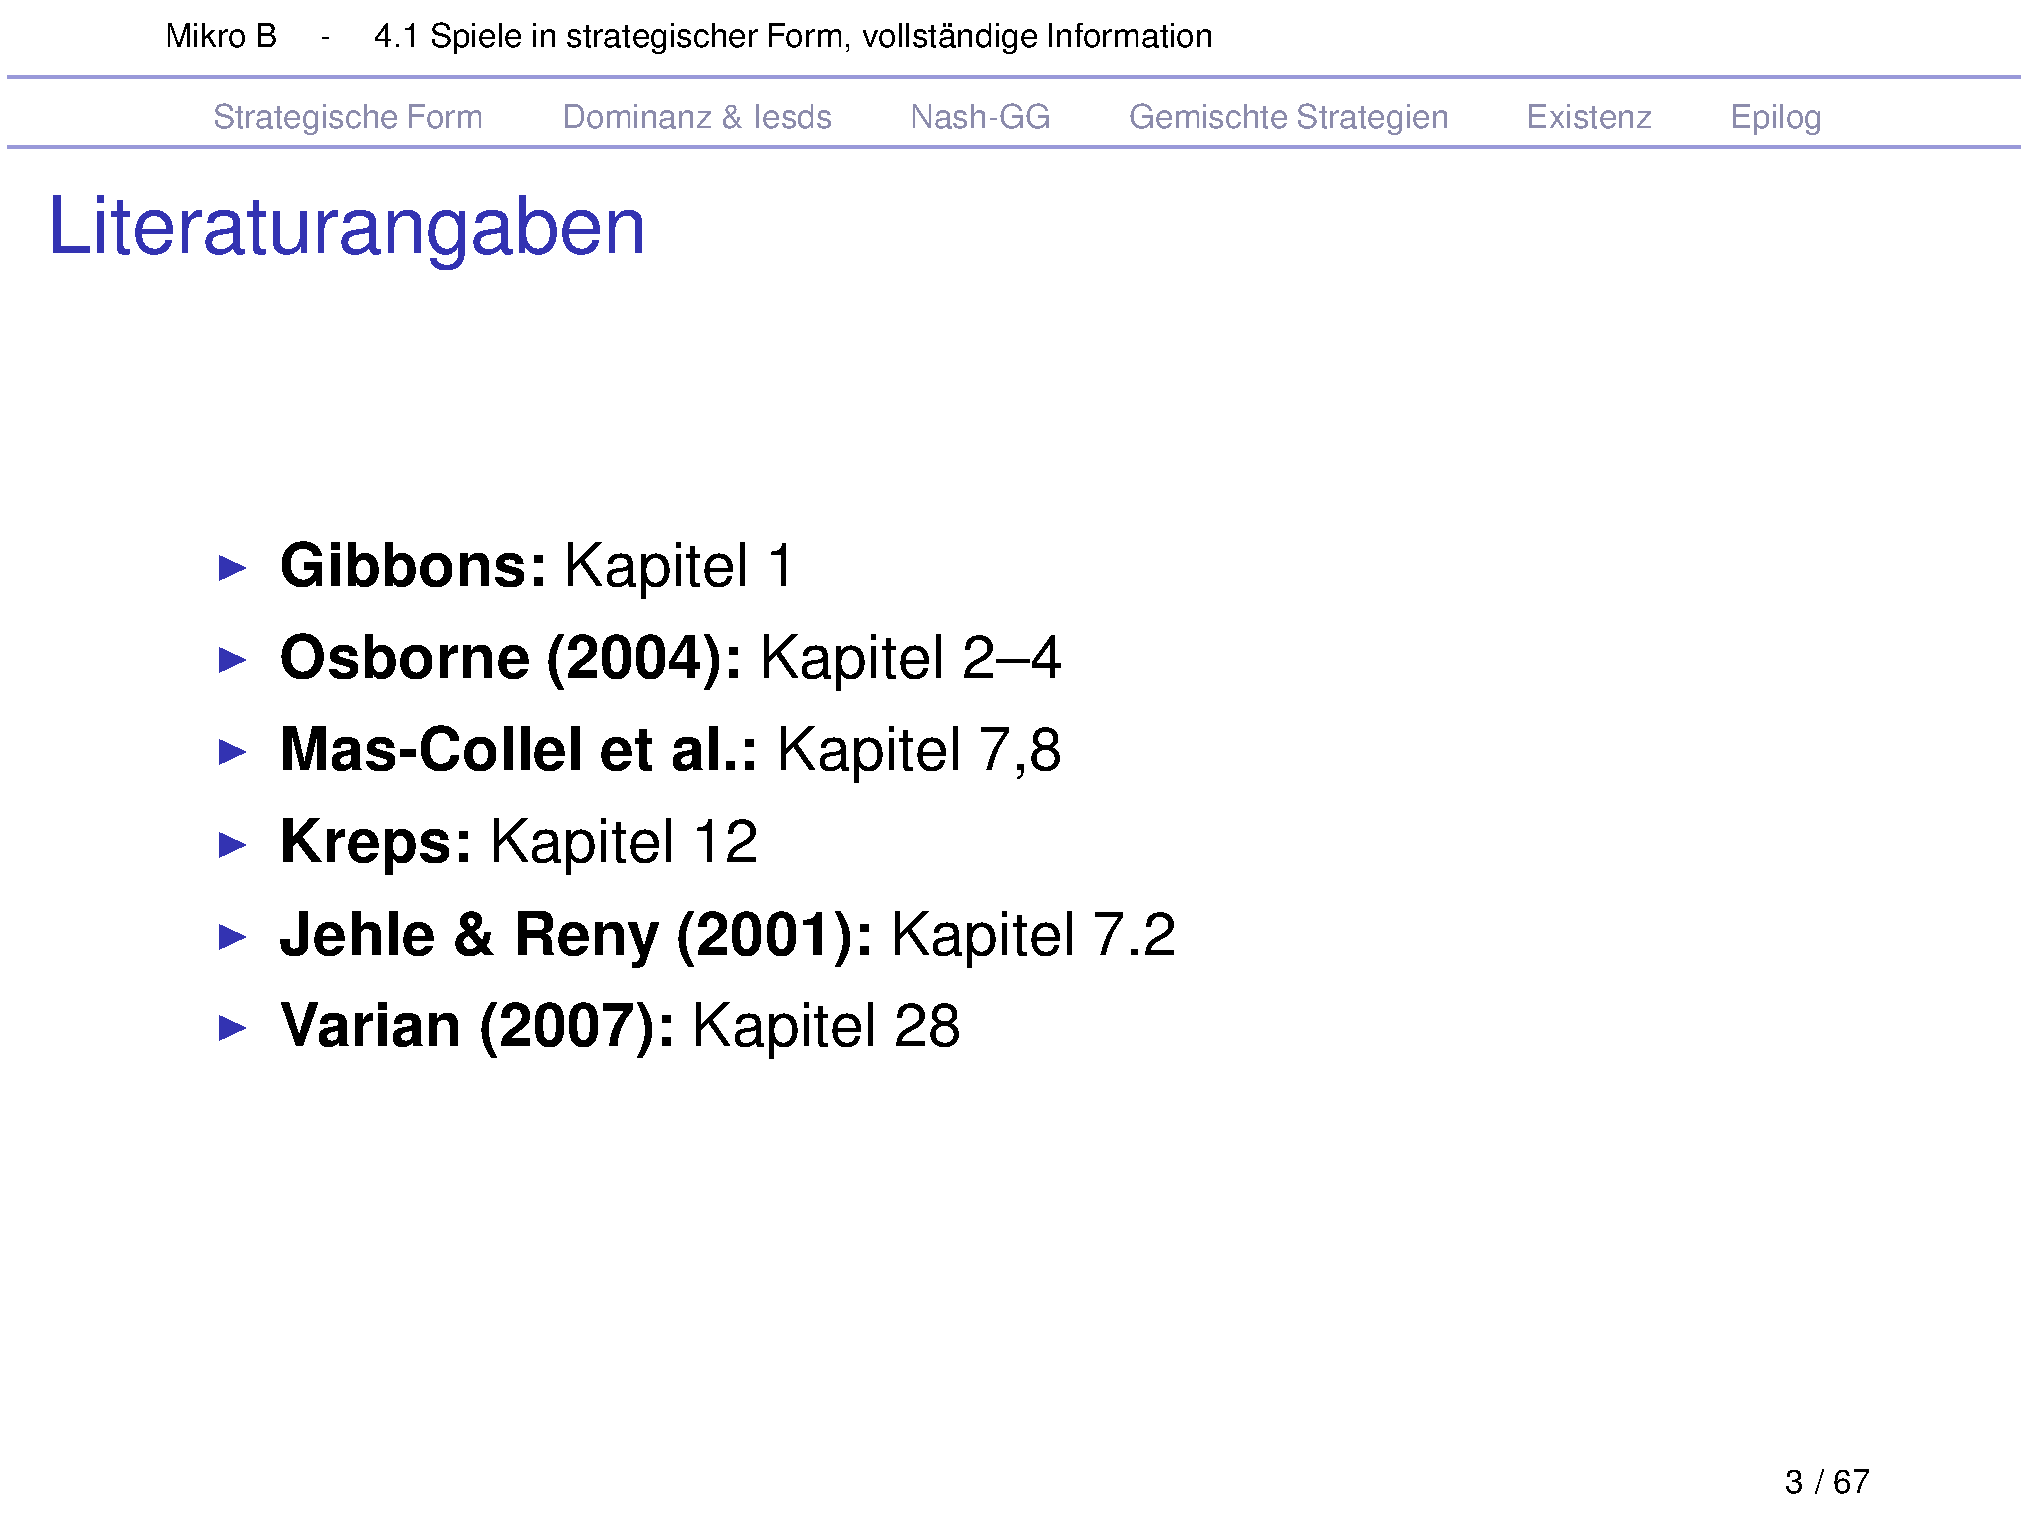 Mikro B - 4.1 Spiele in strategischer Form, vollständige Information
Strategische Form Dominanz & Iesds Nash-GG Gemischte Strategien Existenz Epilog
Literaturangaben
Gibbons: Kapitel 1
Osborne (2004): Kapitel 2–4
Mas-Collel et al.: Kapitel 7,8
Kreps: Kapitel 12
Jehle & Reny (2001): Kapitel 7.2
Varian (2007): Kapitel 28
3 / 67